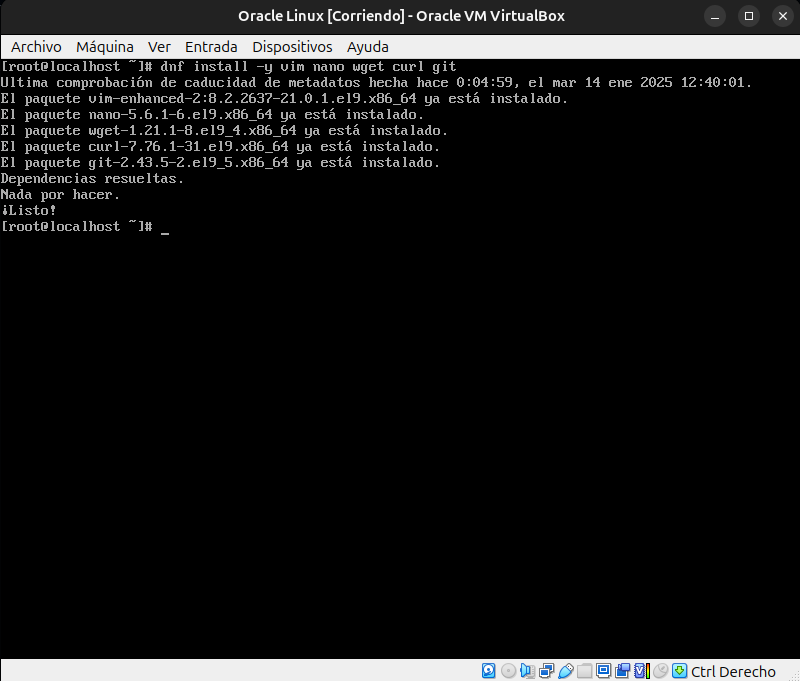 Oracle Linux [Corriendo] - Oracle VM VirtualBox
Archivo Máquina Ver Entrada Dispositivos Ayuda
[root@localhost ~]# dnf install -y vim nano wget curl git
Última comprobación de caducidad de metadatos hecha hace 0:04:59, el mar 14 ene 2025 12:40:01.
El paquete vim-enhanced-2:8.2.2637-21.0.1.el9.x86_64 ya está instalado.
El paquete nano-5.6.1-6.el9.x86_64 ya está instalado.
El paquete wget-1.21.1-8.el9_4.x86_64 ya está instalado.
El paquete curl-7.76.1-31.el9.x86_64 ya está instalado.
El paquete git-2.43.5-2.el9_5.x86_64 ya está instalado.
Dependencias resueltas.
Nada por hacer.
¡Listo!
[root@localhost ~]# _
Ctrl Derecho